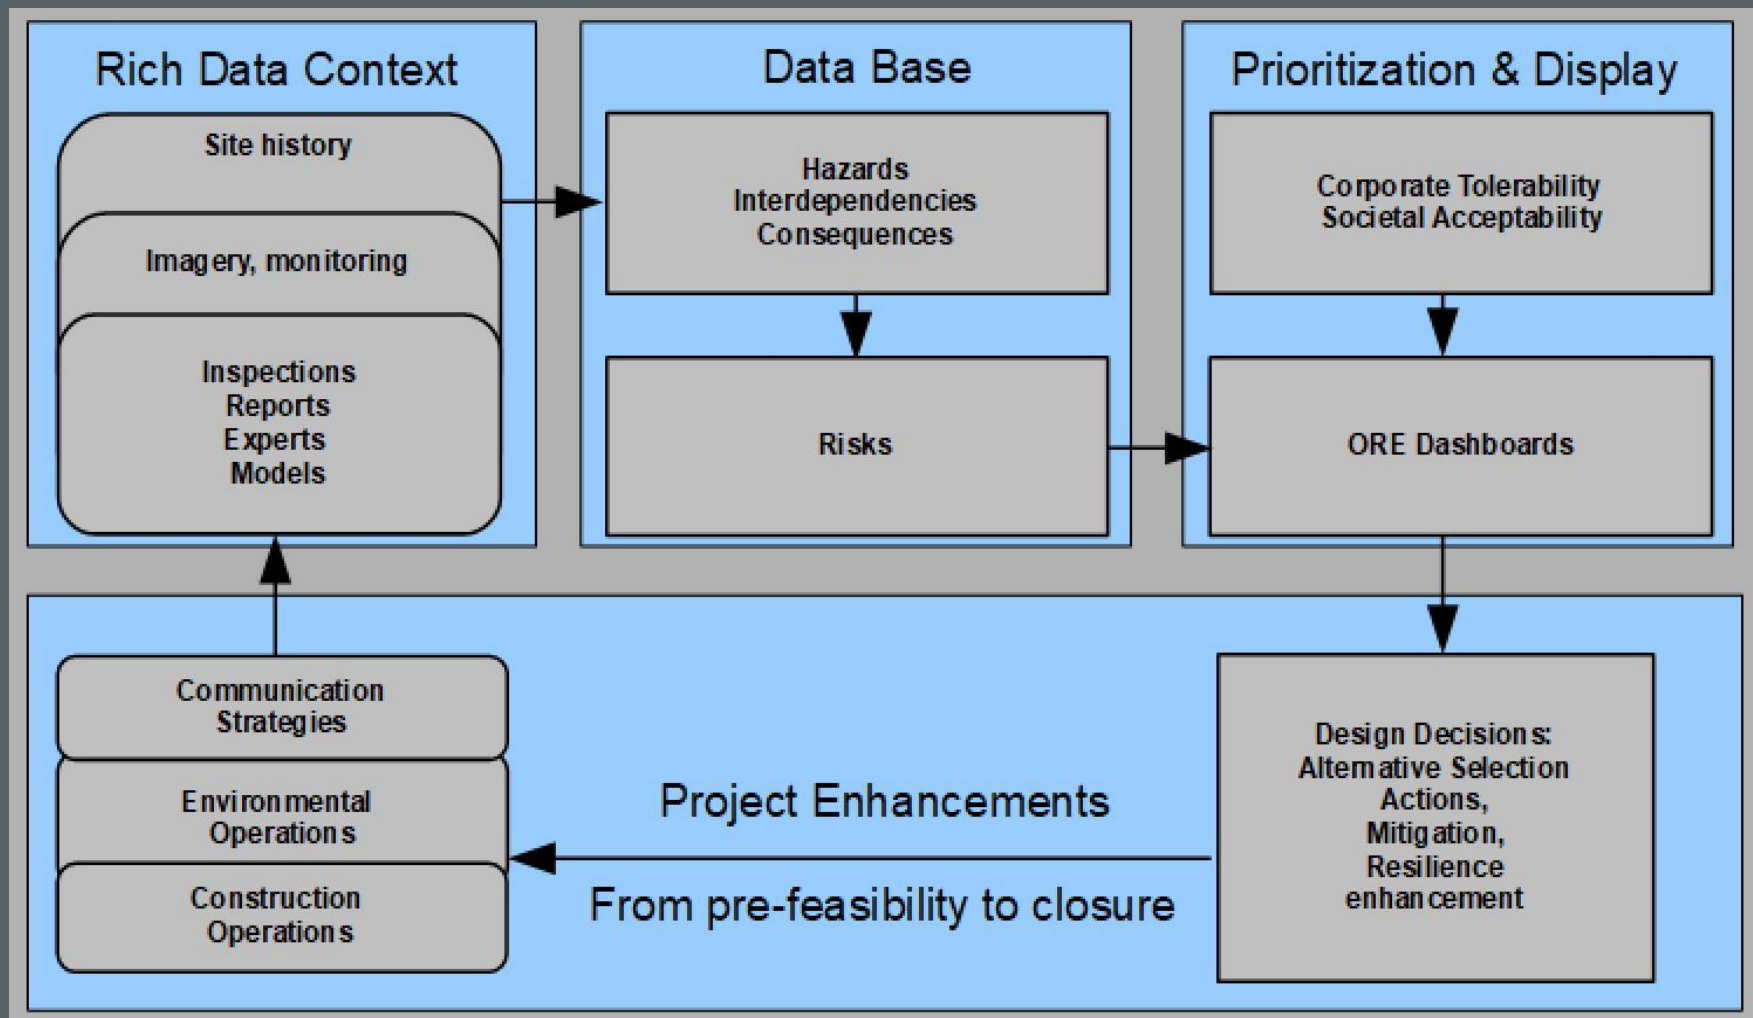 Rich Data Context
Site history
Imagery, monitoring
Inspections
Reports
Experts
Models
Data Base
Hazards
Interdependencies
Consequences
Risks
Prioritization & Display
Corporate Tolerability
Societal Acceptability
ORE Dashboards
Communication
Strategies
Environmental
Operations
Construction
Operations
Project Enhancements
From pre-feasibility to closure
Design Decisions:
Alternative Selection
Actions,
Mitigation,
Resilience
enhancement